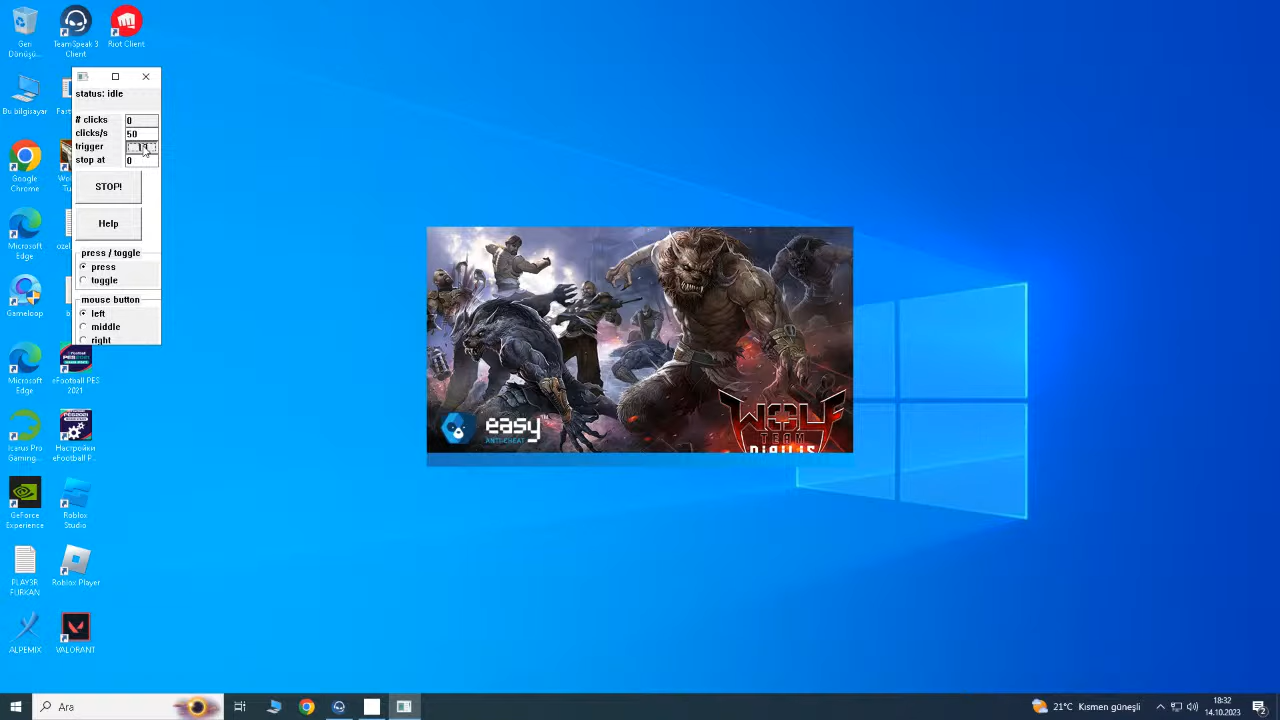 Geri
Dönüşü...
TeamSpeak 3
Client
Riot Client
Bu bilgisayar
Google
Chrome
Microsoft
Edge
Gameloop
Microsoft
Edge
eFootball PES
2021
Icarus Pro
Gaming...
Настройки
eFootball P...
GeForce
Experience
Roblox
Studio
PLAY3R
FURKAN
Roblox Player
ALPEMIX
VALORANT
status: idle
# clicks 0
clicks/s 50
trigger
stop at 0
STOP!
Help
press / toggle
press
toggle
mouse button
left
middle
right
easy
ANTI-CHEAT
WOLF
TEAM
Ara
21°C Kısmen güneşli
18:32
14.10.2023